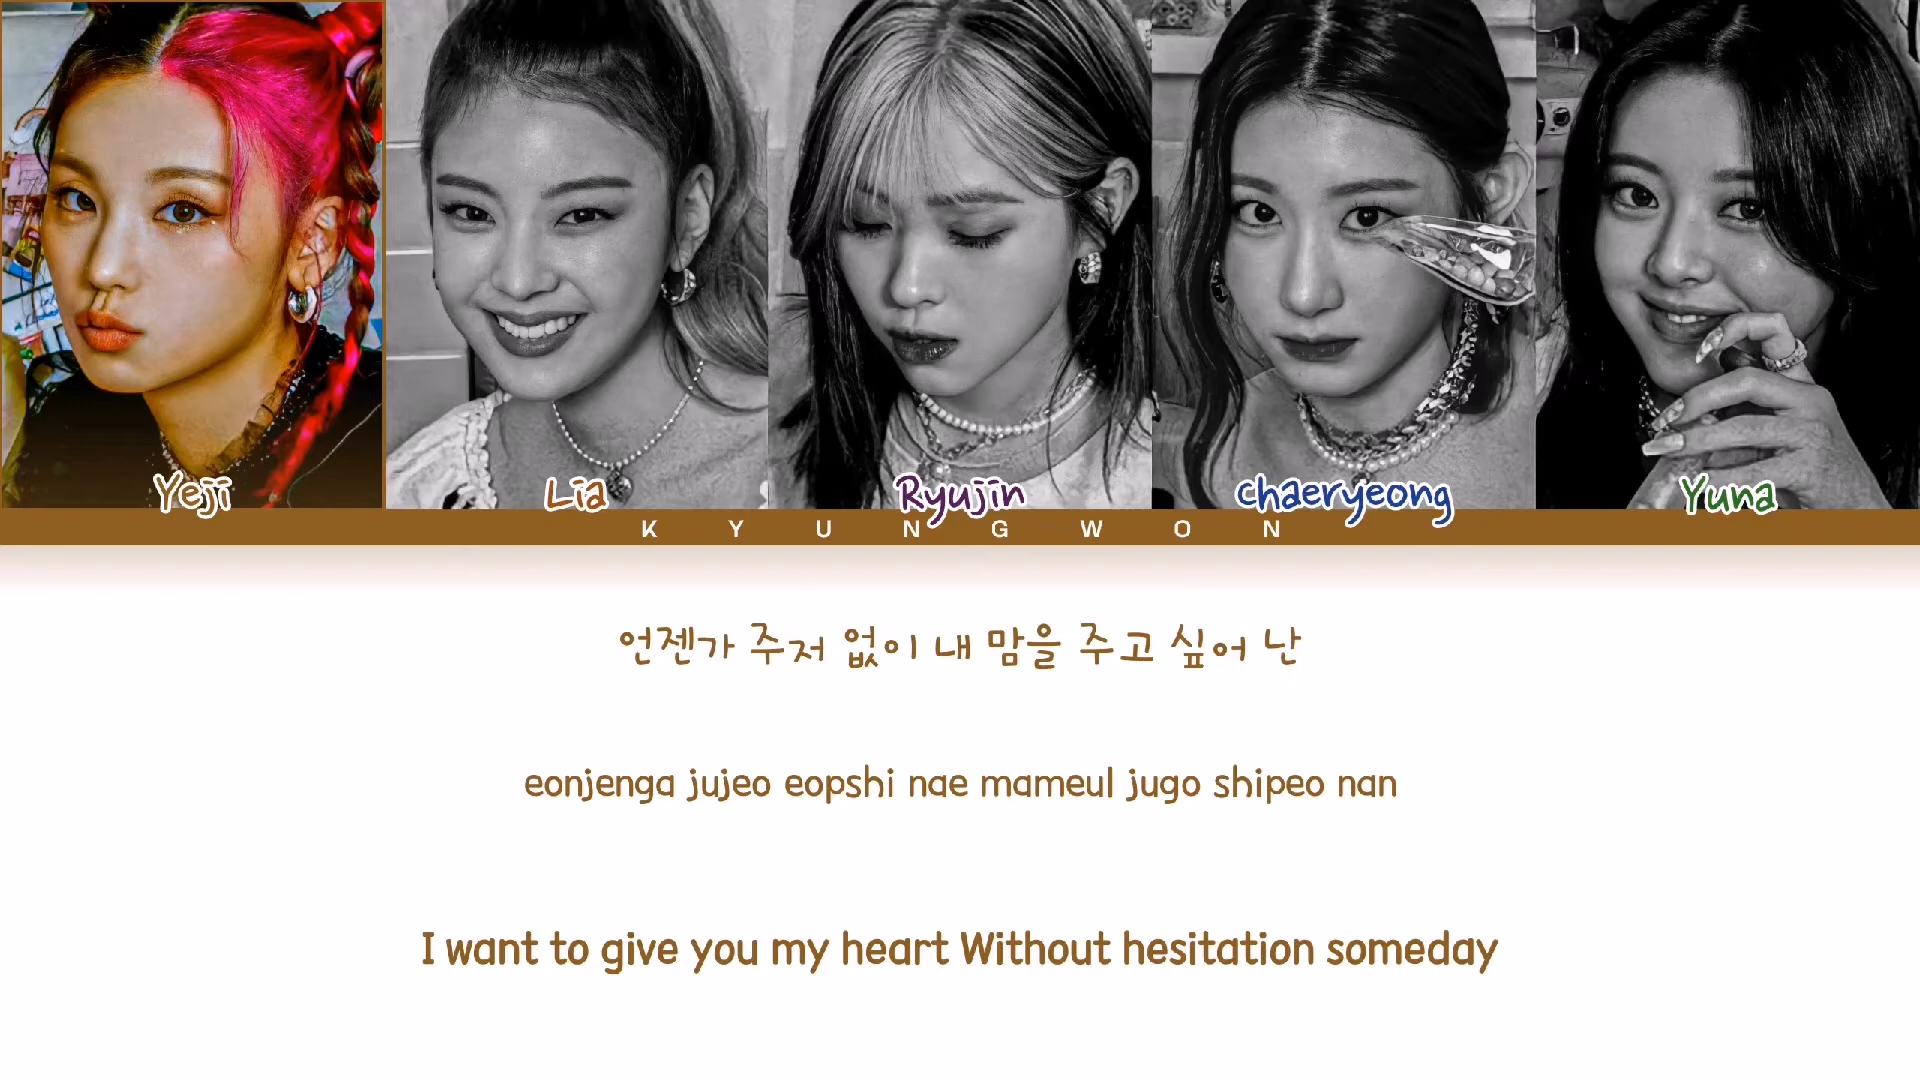 Yeji
Lia
Ryujin
chaeryeong
Yuna
KYUNGWON
언젠가 주저 없이 내 맘을 주고 싶어 난
eonjenga jujeo eopshi nae mameul jugo shipeo nan
I want to give you my heart Without hesitation someday